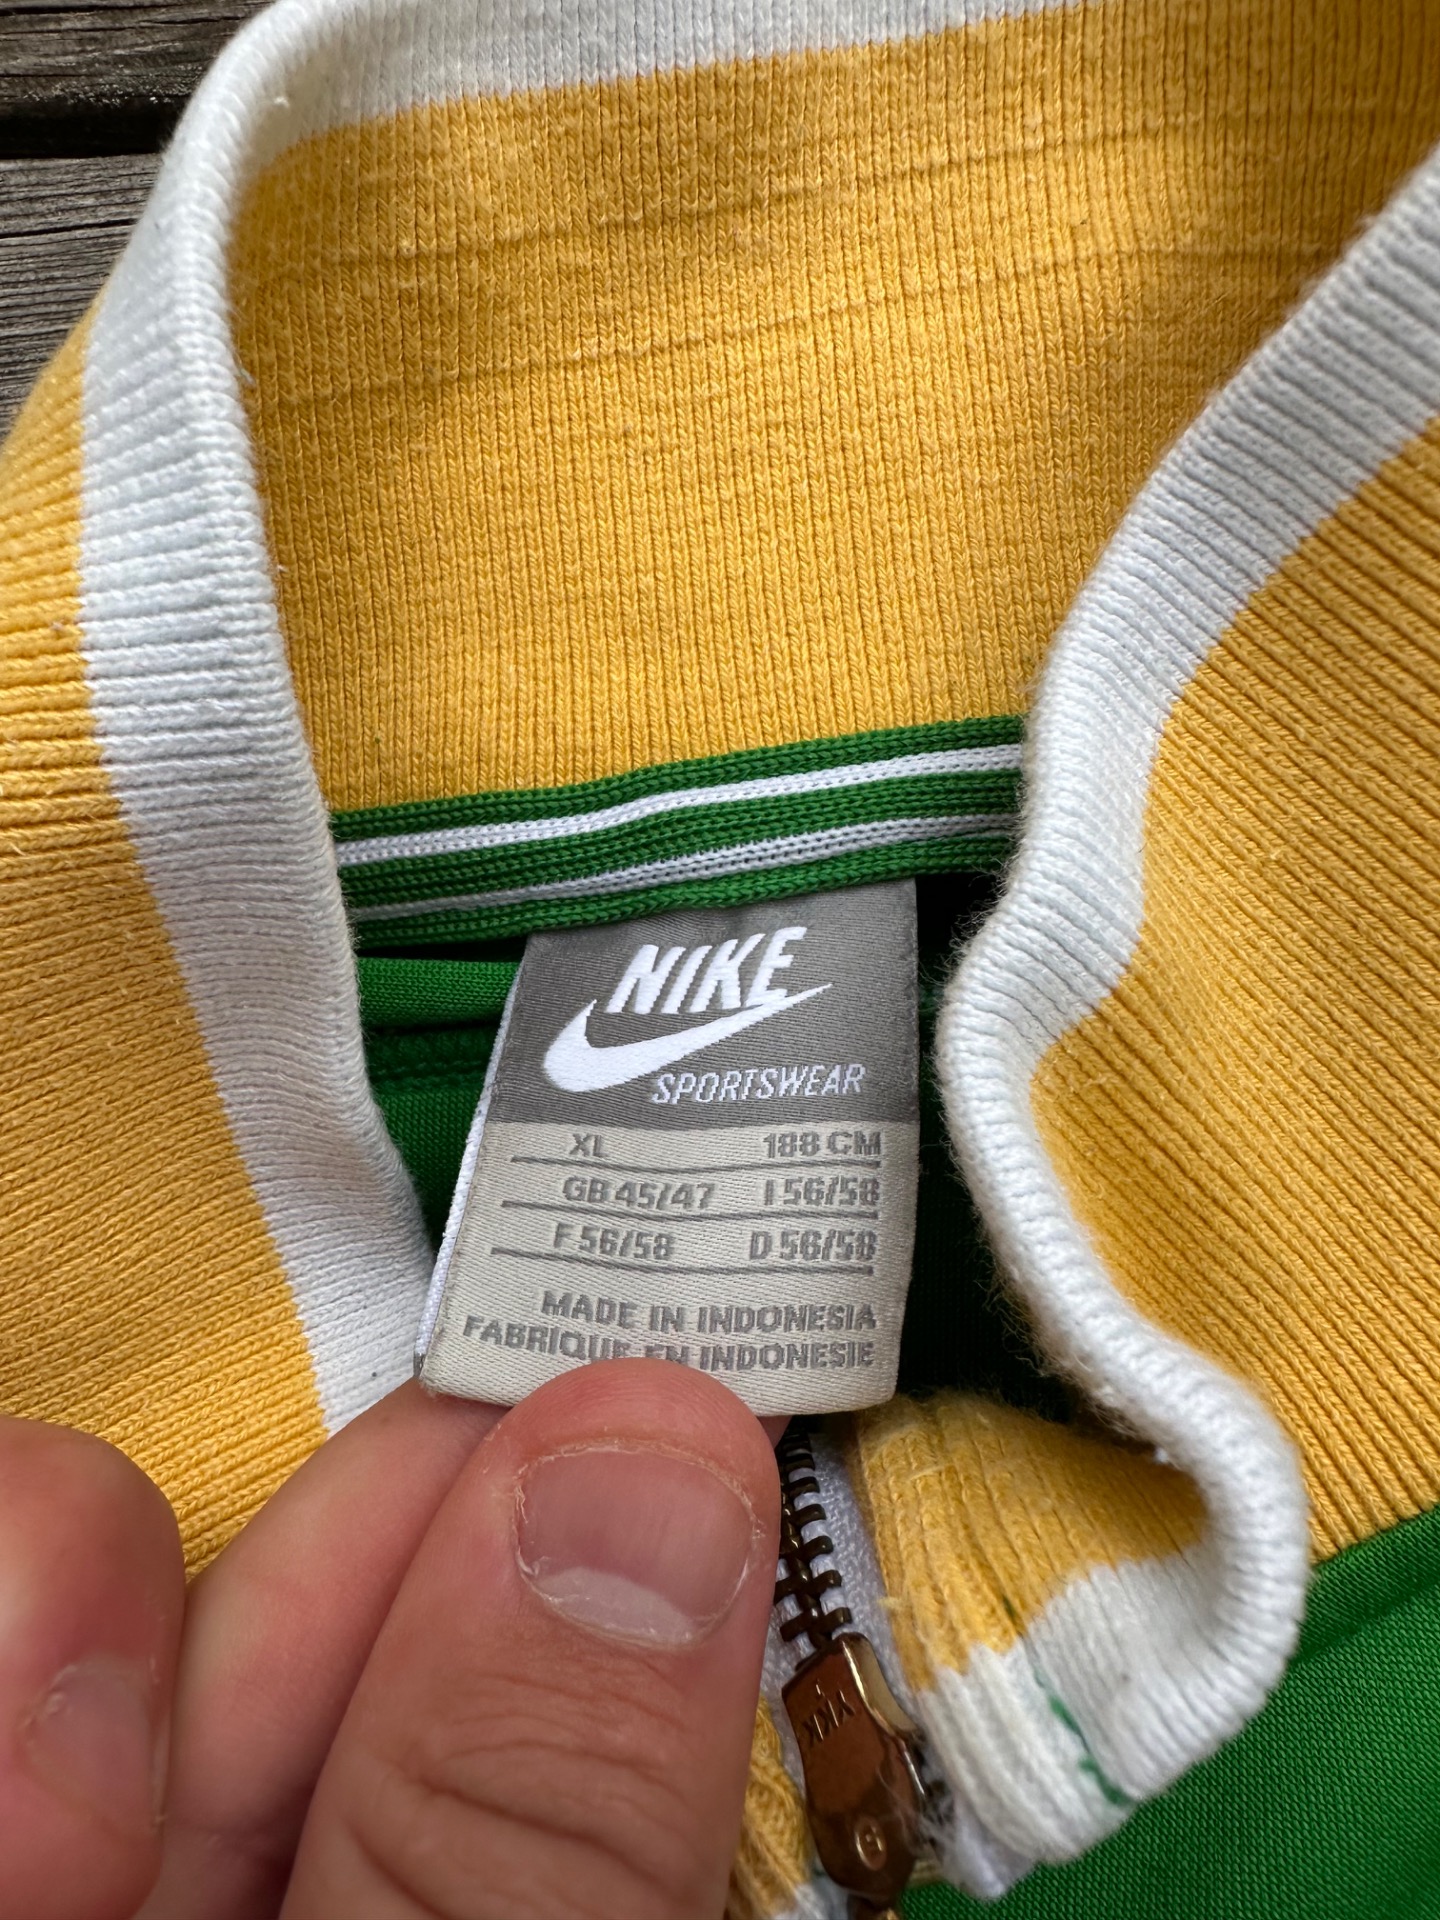 NIKE
SPORTSWEAR
XL 188 CM
GB 45/47 I 56/58
F 56/58 D 56/58
MADE IN INDONESIA
FABRIQUE EN INDONESIE
YKK